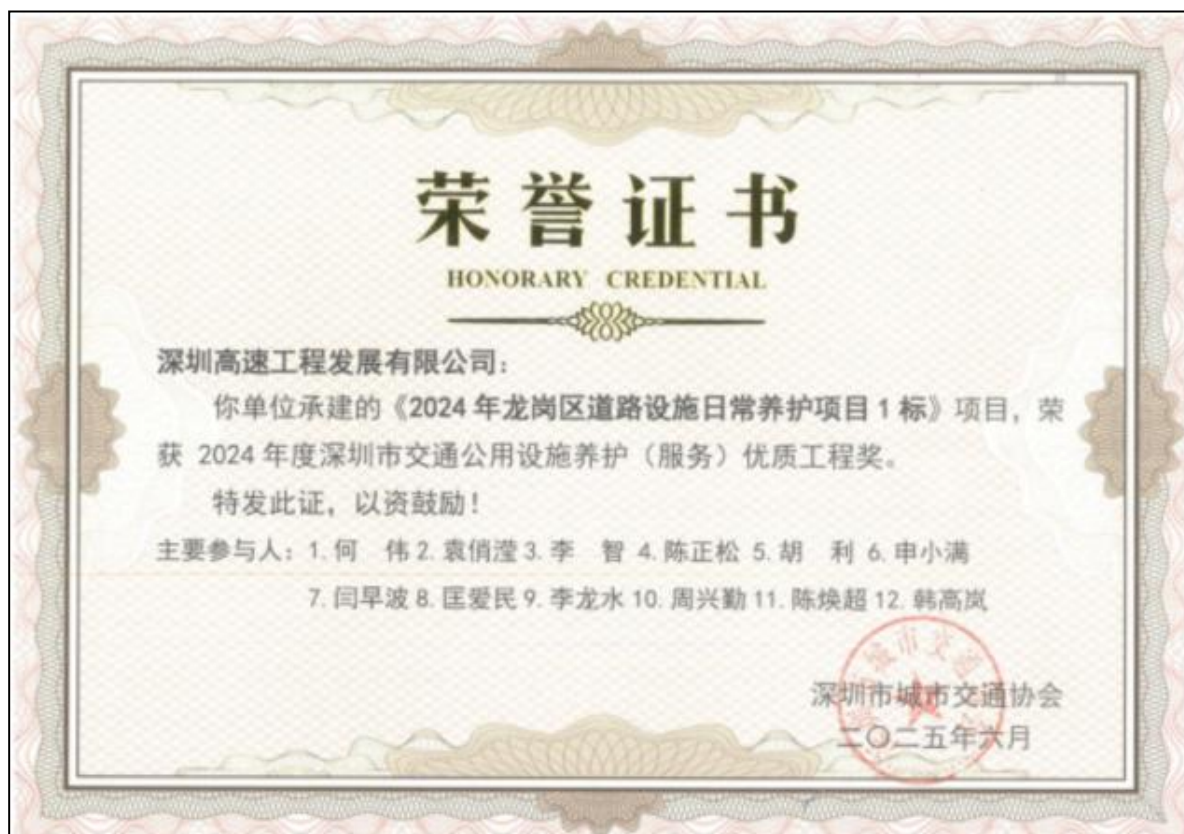 荣誉证书
HONORARY CREDENTIAL
深圳高速工程发展有限公司：
你单位承建的《2024年龙岗区道路设施日常养护项目1标》项目，荣
获 2024年度深圳市交通公用设施养护（服务）优质工程奖。
特发此证，以资鼓励！
主要参与人：1.何　伟 2.袁俏滢 3.李　智 4.陈正松 5.胡　利 6.申小满
7.闫早波 8.匡爱民 9.李龙水 10.周兴勤 11.陈焕超 12.韩高岚
深圳市城市交通协会
二〇二五年六月